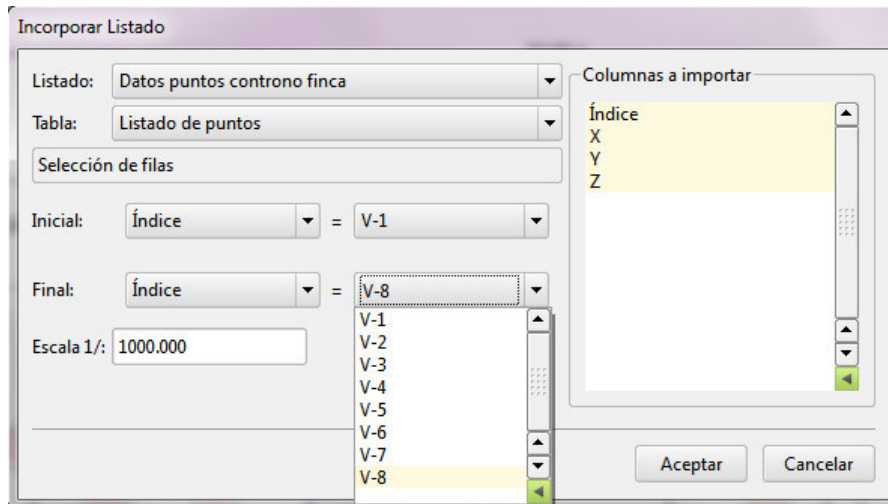 Incorporar Listado
Listado: Datos puntos controno finca
Tabla: Listado de puntos
Selección de filas
Inicial: Índice = V-1
Final: Índice = V-8
V-1
V-2
V-3
V-4
V-5
V-6
V-7
V-8
Escala 1/: 1000.000
Columnas a importar
Índice
X
Y
Z
Aceptar Cancelar